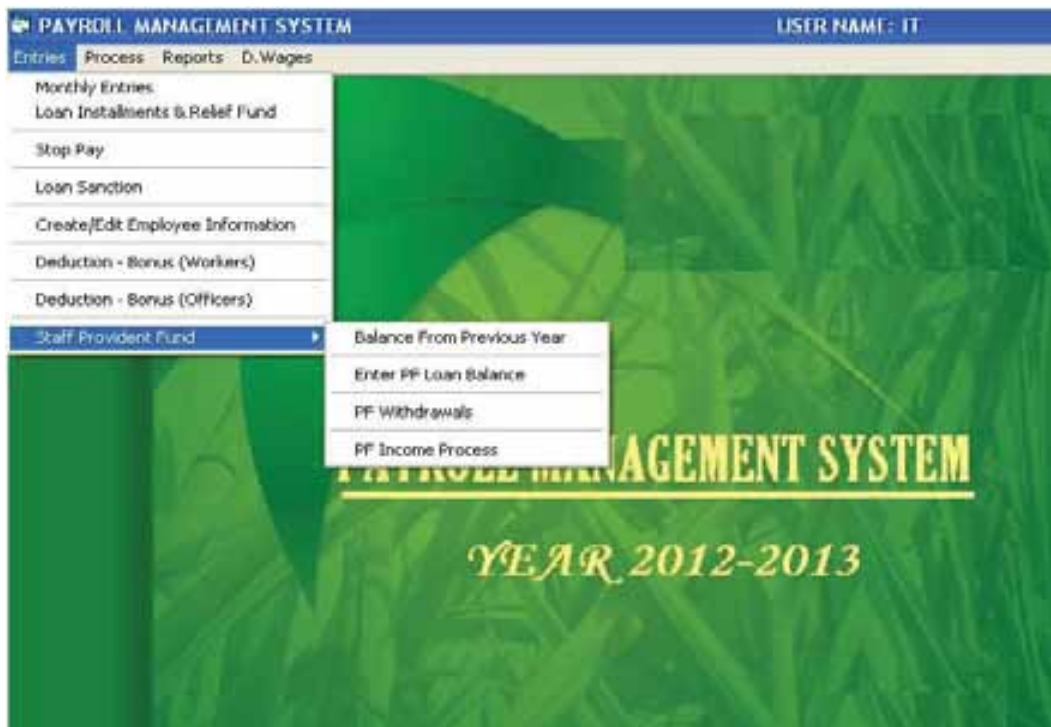 PAYROLL MANAGEMENT SYSTEM USER NAME: IT
Entries Process Reports D.Wages
Monthly Entries
Loan Installments & Relief Fund
Stop Pay
Loan Sanction
Create/Edit Employee Information
Deduction - Bonus (Workers)
Deduction - Bonus (Officers)
Staff Provident Fund
Balance From Previous Year
Enter PF Loan Balance
PF Withdrawals
PF Income Process
PAYROLL MANAGEMENT SYSTEM
YEAR 2012-2013